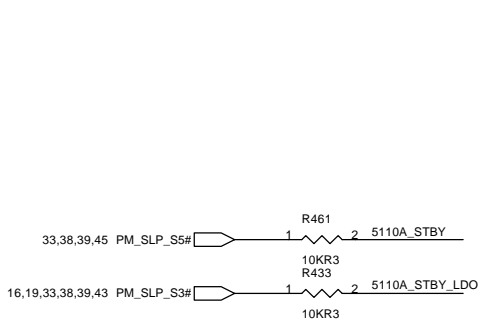 R461
33,38,39,45 PM_SLP_S5# 1 2 5110A_STBY
10KR3
R433
16,19,33,38,39,43 PM_SLP_S3# 1 2 5110A_STBY_LDO
10KR3